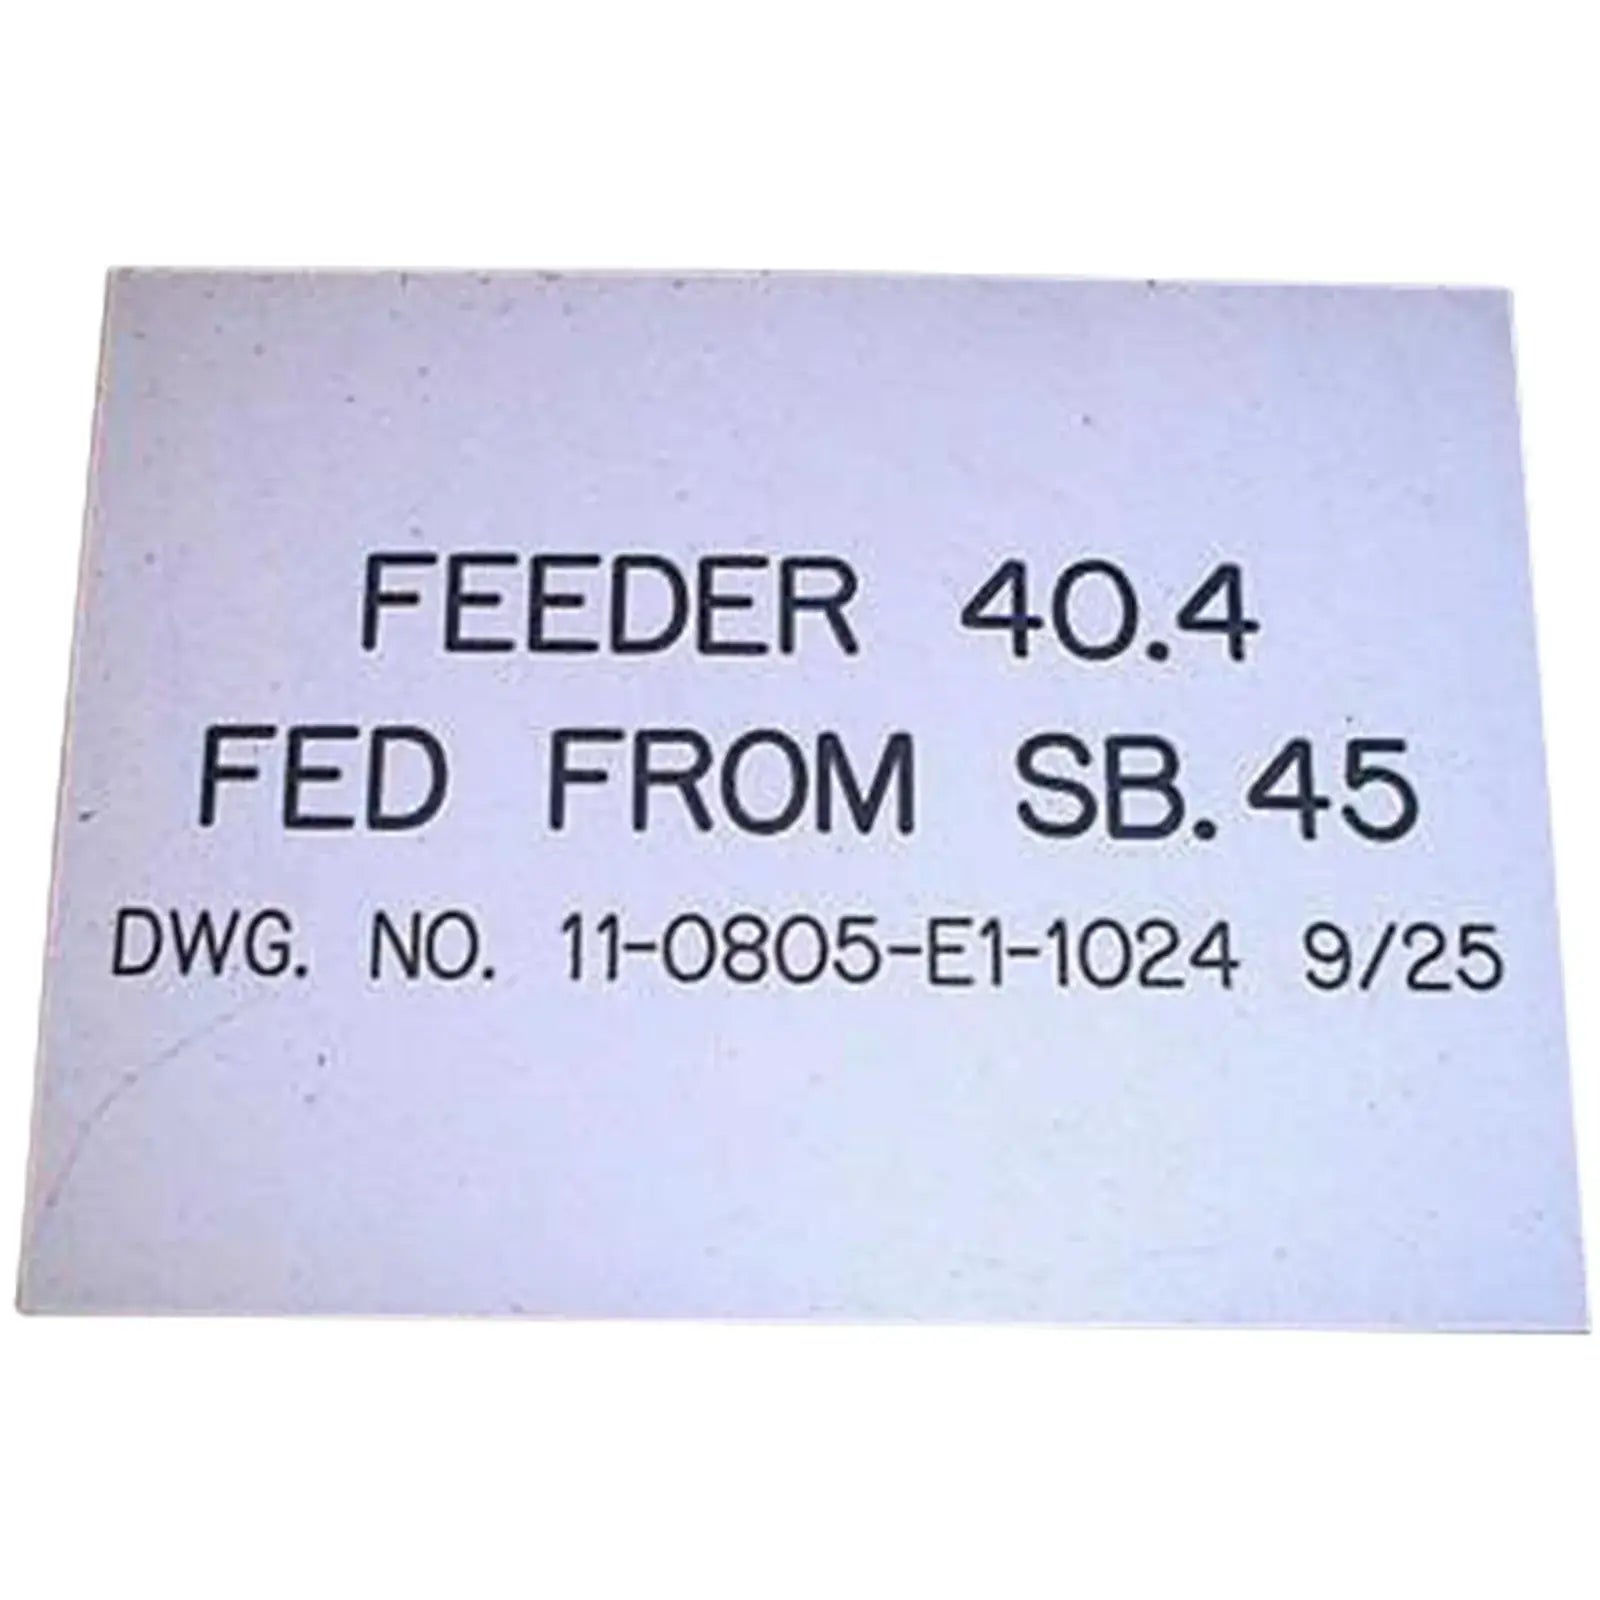 FEEDER 40.4
FED FROM SB.45
DWG. NO. 11-0805-E1-1024 9/25